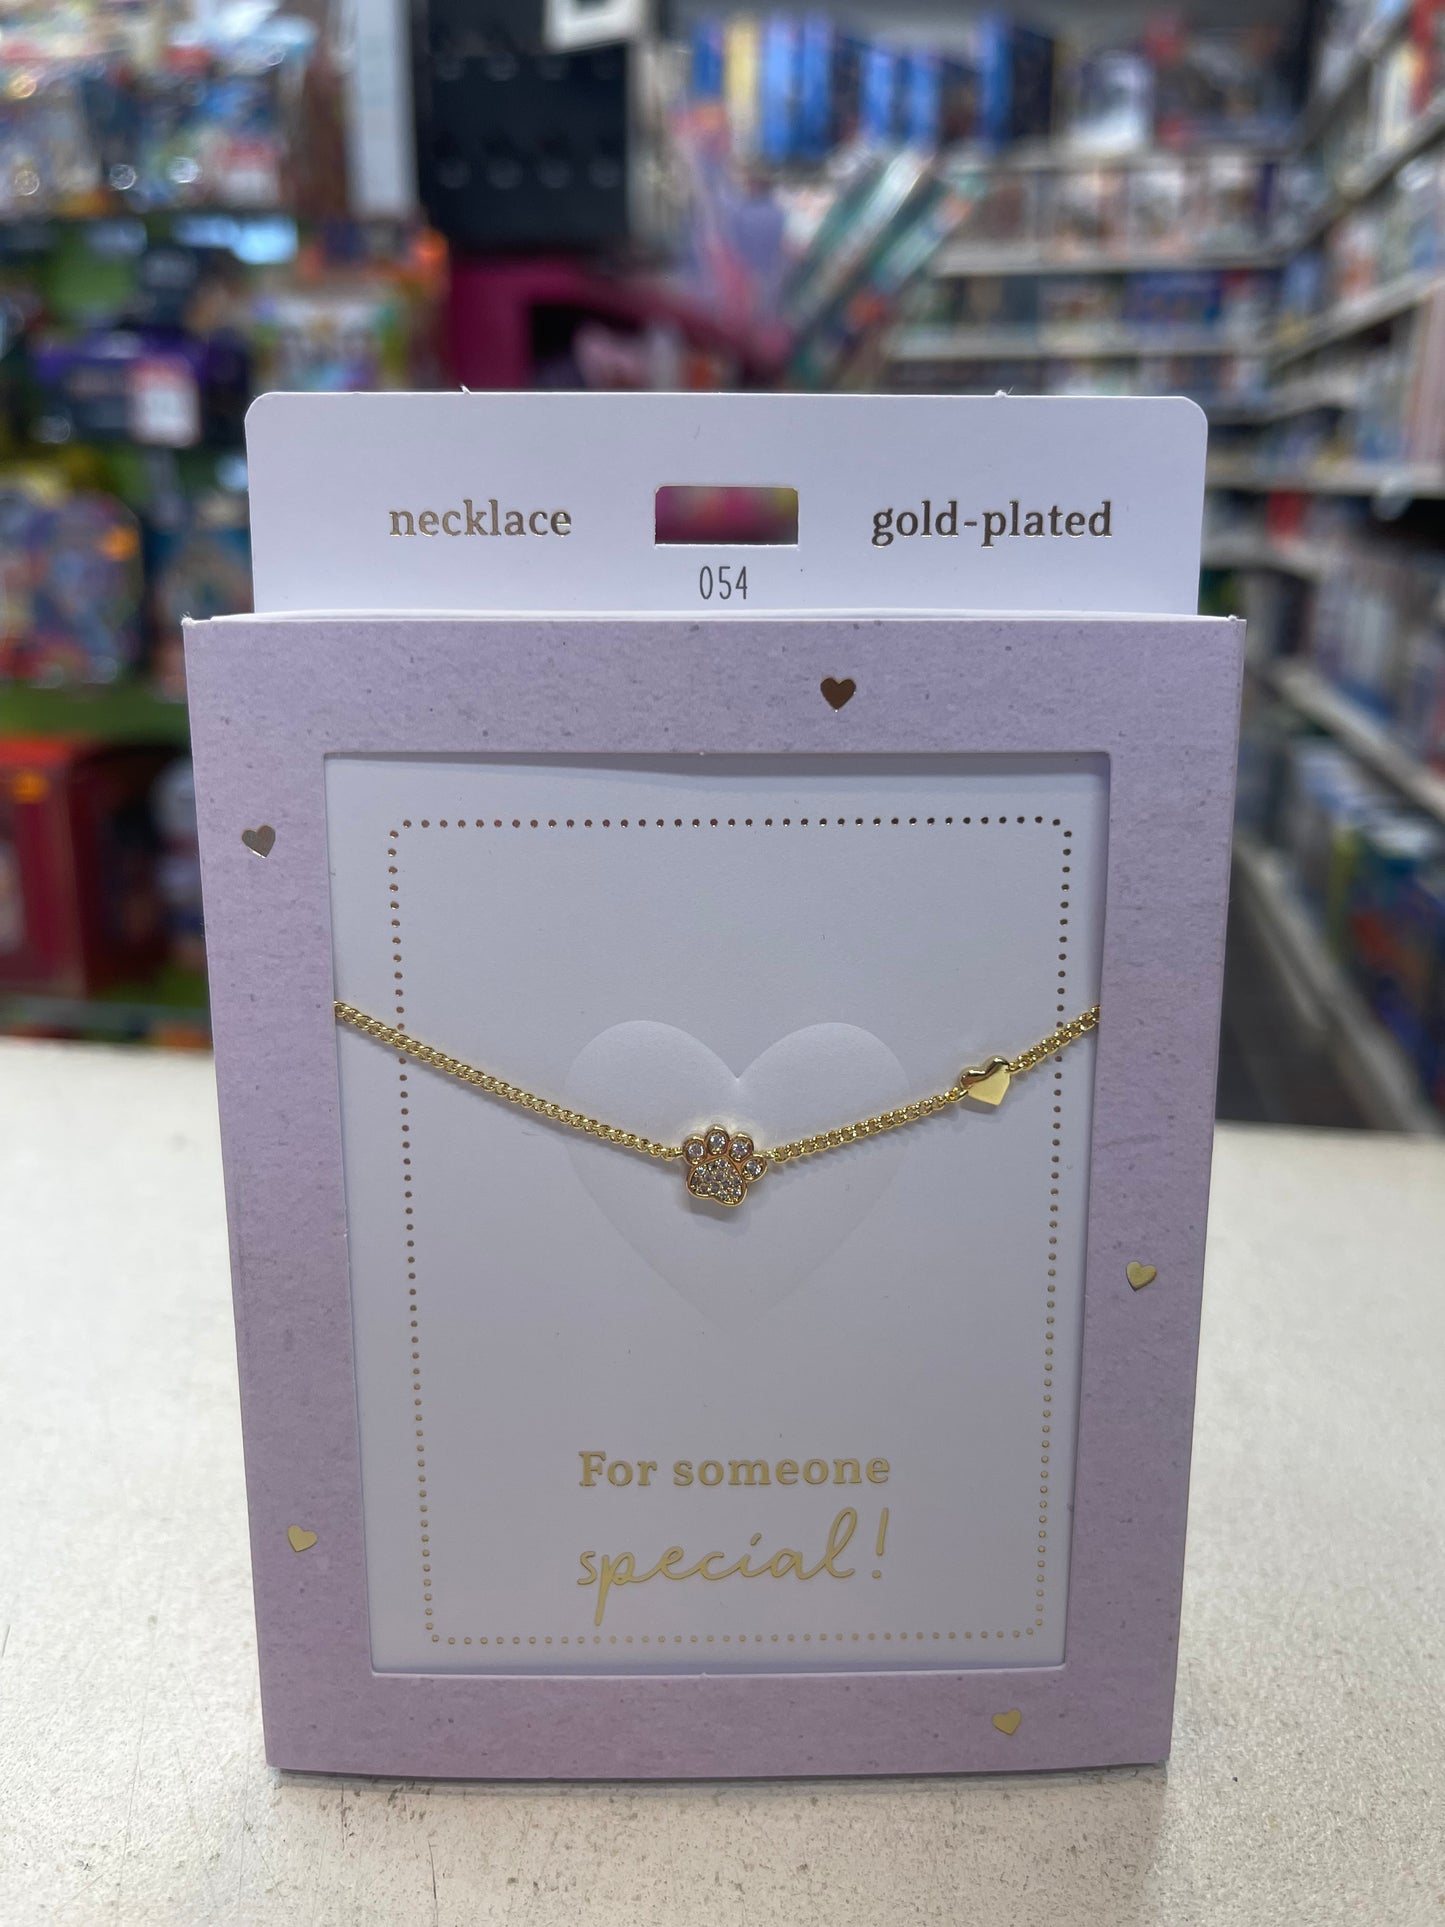 necklace gold-plated
054
For someone
special!